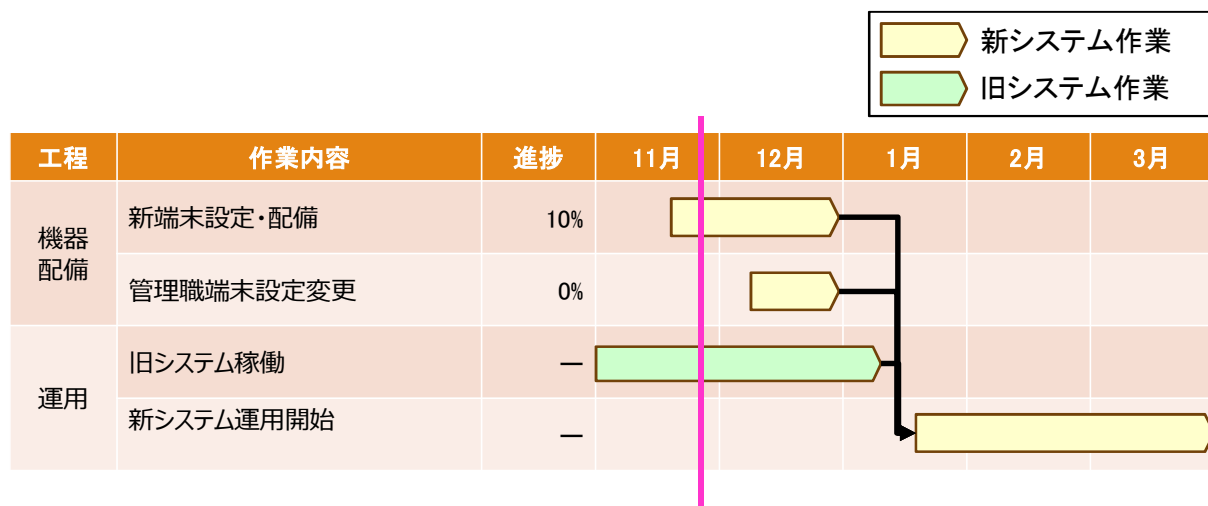 新システム作業
旧システム作業
工程 作業内容 進捗 11月 12月 1月 2月 3月
機器
配備
新端末設定・配備 10%
管理職端末設定変更 0%
運用
旧システム稼働 ―
新システム運用開始 ―